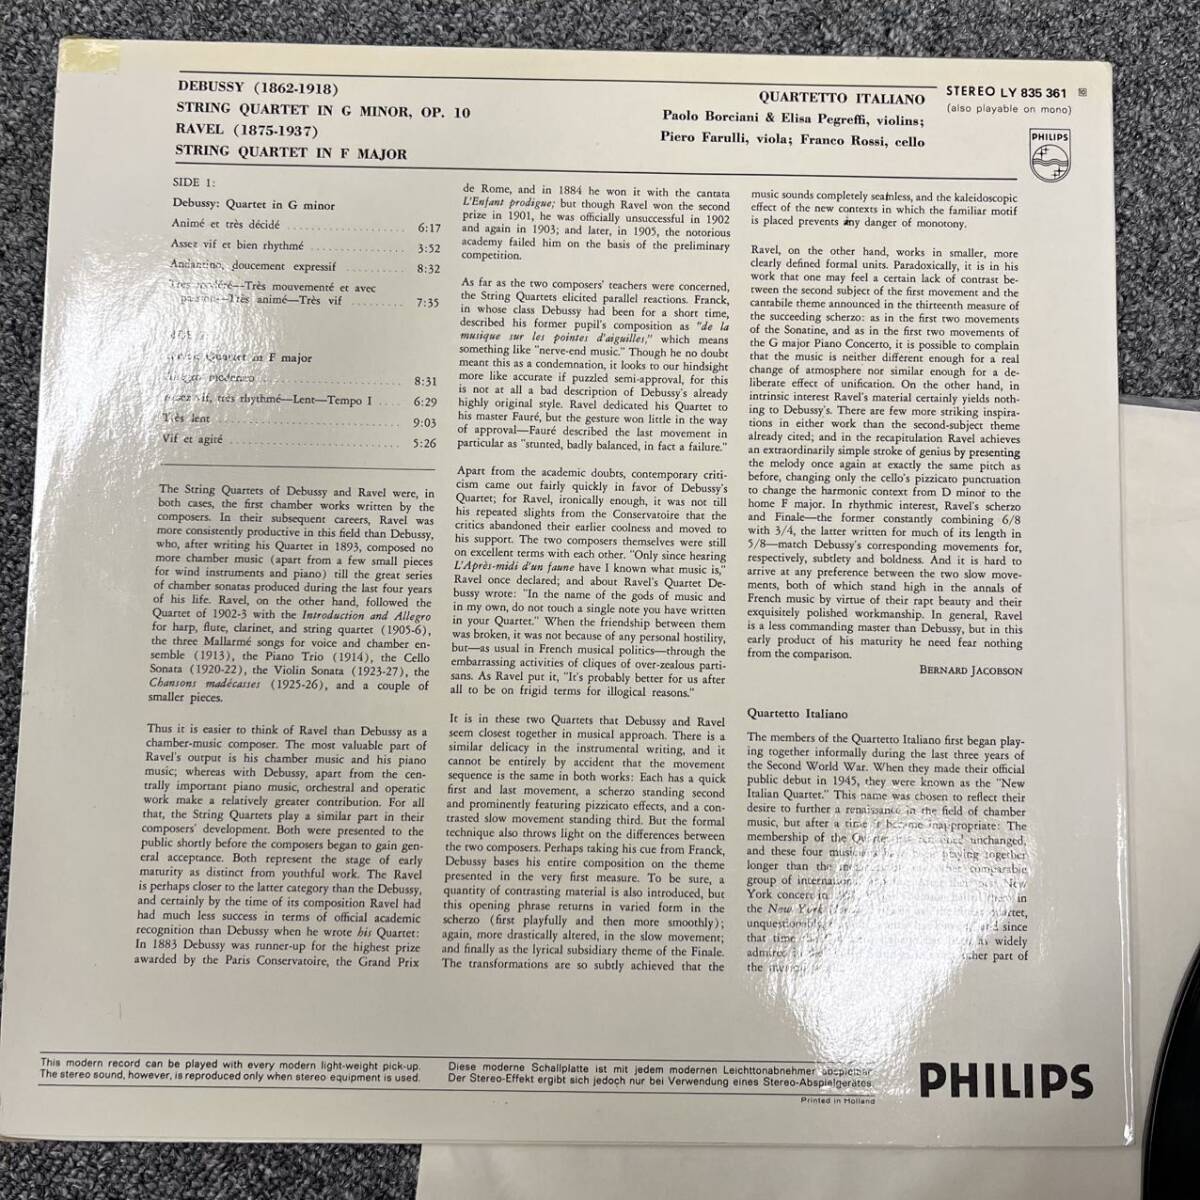 DEBUSSY (1862-1918)
STRING QUARTET IN G MINOR, OP. 10
RAVEL (1875-1937)
STRING QUARTET IN F MAJOR
QUARTETTO ITALIANO
Paolo Borciani & Elisa Pegreffi, violins;
Piero Farulli, viola; Franco Rossi, cello
STEREO LY 835 361
(also playable on mono)
PHILIPS
SIDE 1:
Debussy: Quartet in G minor
Animé et très décidé 6:17
Assez vif et bien rhythmé 3:52
Andantino, doucement expressif 8:32
Très modéré—Très mouvementé et avec
passion—Très animé—Très vif 7:35
Quartet in F major
8:31
vif, très rhythmé—Lent—Tempo I 6:29
Très lent 9:03
Vif et agité 5:26
The String Quartets of Debussy and Ravel were, in
both cases, the first chamber works written by the
composers. In their subsequent careers, Ravel was
more consistently productive in this field than Debussy,
who, after writing his Quartet in 1893, composed no
more chamber music (apart from a few small pieces
for wind instruments and piano) till the great series
of chamber sonatas produced during the last four years
of his life. Ravel, on the other hand, followed the
Quartet of 1902-3 with the Introduction and Allegro
for harp, flute, clarinet, and string quartet (1905-6),
the three Mallarmé songs for voice and chamber en-
semble (1913), the Piano Trio (1914), the Cello
Sonata (1920-22), the Violin Sonata (1923-27), the
Chansons madécasses (1925-26), and a couple of
smaller pieces.
Thus it is easier to think of Ravel than Debussy as a
chamber-music composer. The most valuable part of
Ravel's output is his chamber music and his piano
music; whereas with Debussy, apart from the cen-
trally important piano music, orchestral and operatic
work make a relatively greater contribution. For all
that, the String Quartets play a similar part in their
composers' development. Both were presented to the
public shortly before the composers began to gain gen-
eral acceptance. Both represent the stage of early
maturity as distinct from youthful work. The Ravel
is perhaps closer to the latter category than the Debussy,
and certainly by the time of its composition Ravel had
had much less success in terms of official academic
recognition than Debussy when he wrote his Quartet:
In 1883 Debussy was runner-up for the highest prize
awarded by the Paris Conservatoire, the Grand Prix
de Rome, and in 1884 he won it with the cantata
L'Enfant prodigue; but though Ravel won the second
prize in 1901, he was officially unsuccessful in 1902
and again in 1903; and later, in 1905, the notorious
academy failed him on the basis of the preliminary
competition.
As far as the two composers' teachers were concerned,
the String Quartets elicited parallel reactions. Franck,
in whose class Debussy had been for a short time,
described his former pupil's composition as "de la
musique sur les pointes d'aiguilles," which means
something like "nerve-end music." Though he no doubt
meant this as a condemnation, it looks to our hindsight
more like accurate if puzzled semi-approval, for this
is not at all a bad description of Debussy's already
highly original style. Ravel dedicated his Quartet to
his master Fauré, but the gesture won little in the way
of approval—Fauré described the last movement in
particular as "stunted, badly balanced, in fact a failure."
Apart from the academic doubts, contemporary criti-
cism came out fairly quickly in favor of Debussy's
Quartet; for Ravel, ironically enough, it was not till
his repeated slights from the Conservatoire that the
critics abandoned their earlier coolness and moved to
his support. The two composers themselves were still
on excellent terms with each other. "Only since hearing
L'Après-midi d'un faune have I known what music is,"
Ravel once declared; and about Ravel's Quartet De-
bussy wrote: "In the name of the gods of music and
in my own, do not touch a single note you have written
in your Quartet." When the friendship between them
was broken, it was not because of any personal hostility,
but—as usual in French musical politics—through the
embarrassing activities of cliques of over-zealous parti-
sans. As Ravel put it, "It's probably better for us after
all to be on frigid terms for illogical reasons."
It is in these two Quartets that Debussy and Ravel
seem closest together in musical approach. There is a
similar delicacy in the instrumental writing, and it
cannot be entirely by accident that the movement
sequence is the same in both works: Each has a quick
first and last movement, a scherzo standing second
and prominently featuring pizzicato effects, and a con-
trasted slow movement standing third. But the formal
technique also throws light on the differences between
the two composers. Perhaps taking his cue from Franck,
Debussy bases his entire composition on the theme
presented in the very first measure. To be sure, a
quantity of contrasting material is also introduced, but
this opening phrase returns in varied form in the
scherzo (first playfully and then more smoothly);
again, more drastically altered, in the slow movement;
and finally as the lyrical subsidiary theme of the Finale.
The transformations are so subtly achieved that the
music sounds completely seamless, and the kaleidoscopic
effect of the new contexts in which the familiar motif
is placed prevents any danger of monotony.
Ravel, on the other hand, works in smaller, more
clearly defined formal units. Paradoxically, it is in his
work that one may feel a certain lack of contrast be-
tween the second subject of the first movement and the
cantabile theme announced in the thirteenth measure of
the succeeding scherzo: as in the first two movements
of the Sonatine, and as in the first two movements of
the G major Piano Concerto, it is possible to complain
that the music is neither different enough for a real
change of atmosphere nor similar enough for a de-
liberate effect of unification. On the other hand, in
intrinsic interest Ravel's material certainly yields noth-
ing to Debussy's. There are few more striking inspira-
tions in either work than the second-subject theme
already cited; and in the recapitulation Ravel achieves
an extraordinarily simple stroke of genius by presenting
the melody once again at exactly the same pitch as
before, changing only the cello's pizzicato punctuation
to change the harmonic context from D minor to the
home F major. In rhythmic interest, Ravel's scherzo
and Finale—the former constantly combining 6/8
with 3/4, the latter written for much of its length in
5/8—match Debussy's corresponding movements for,
respectively, subtlety and boldness. And it is hard to
arrive at any preference between the two slow move-
ments, both of which stand high in the annals of
French music by virtue of their rapt beauty and their
exquisitely polished workmanship. In general, Ravel
is a less commanding master than Debussy, but in this
early product of his maturity he need fear nothing
from the comparison.
BERNARD JACOBSON
Quartetto Italiano
The members of the Quartetto Italiano first began play-
ing together informally during the last three years of
the Second World War. When they made their official
public debut in 1945, they were known as the "New
Italian Quartet." This name was chosen to reflect their
desire to further a renaissance in the field of chamber
music, but after a time it became inappropriate: The
membership of the remained unchanged,
and these four playing together
longer than the comparable
group of New
York concert in
the New York quartet,
unquestionably since
that time widely
other part of
the
This modern record can be played with every modern light-weight pick-up.
The stereo sound, however, is reproduced only when stereo equipment is used.
Diese moderne Schallplatte ist mit jedem modernen Leichttonabnehmer abspielbar
Der Stereo-Effekt ergibt sich jedoch nur bei Verwendung eines Stereo-Abspielgerätes
Printed in Holland
PHILIPS